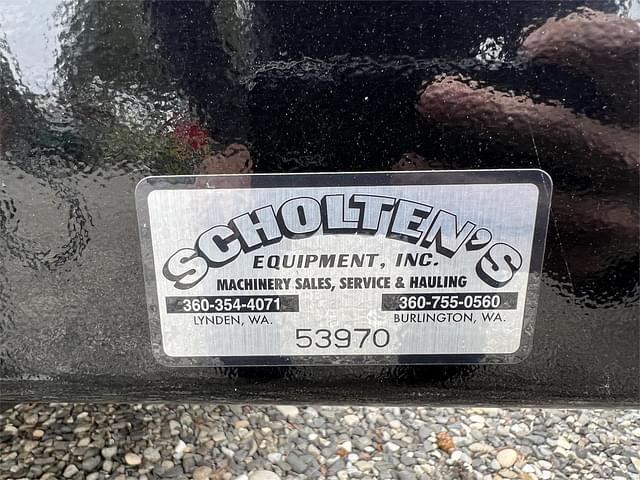 SCHOLTEN'S
EQUIPMENT, INC.
MACHINERY SALES, SERVICE & HAULING
360-354-4071 360-755-0560
LYNDEN, WA. BURLINGTON, WA.
53970